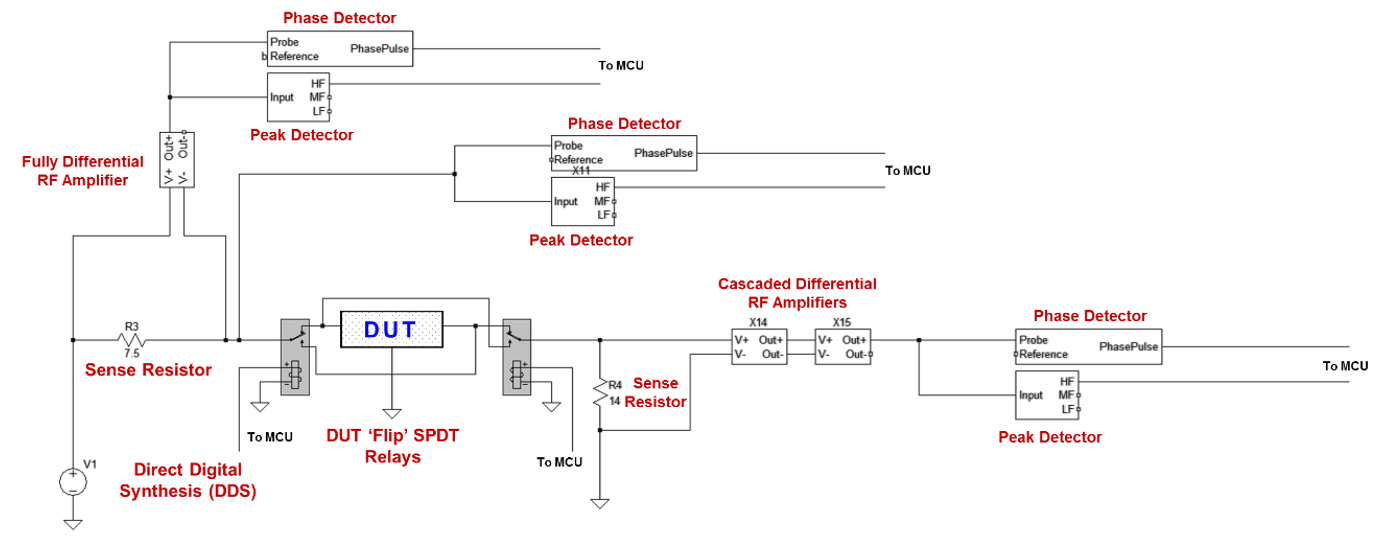 Phase Detector
Probe
PhasePulse
b Reference
To MCU
HF
Input
MF
LF
Peak Detector
Fully Differential
RF Amplifier
V+ Out+
V- Out-
Phase Detector
Probe
PhasePulse
Reference
X11
To MCU
HF
Input
MF
LF
Peak Detector
R3
7.5
Sense Resistor
DUT
+
−
To MCU
DUT ‘Flip’ SPDT
Relays
+
−
To MCU
V1
+
−
Direct Digital
Synthesis (DDS)
R4
14
Sense
Resistor
Cascaded Differential
RF Amplifiers
X14
V+ Out+
V- Out-
X15
V+ Out+
V- Out-
Phase Detector
Probe
PhasePulse
Reference
To MCU
HF
Input
MF
LF
Peak Detector